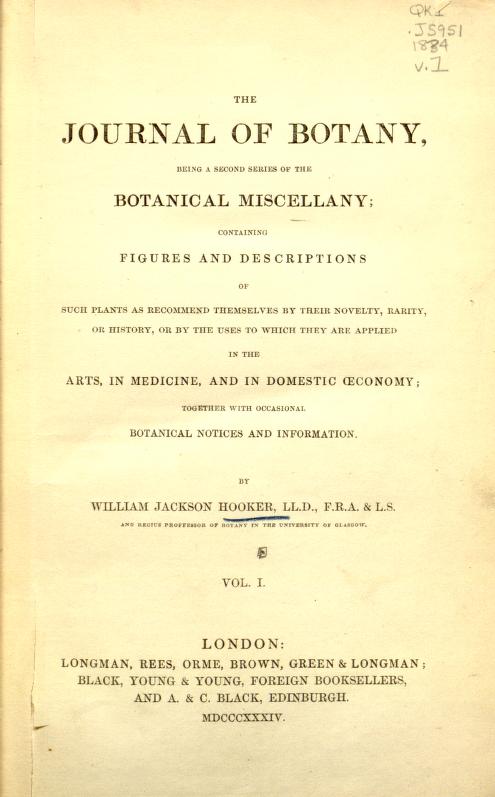 QK1
.J5951
1834
v.1
THE
JOURNAL OF BOTANY,
BEING A SECOND SERIES OF THE
BOTANICAL MISCELLANY;
CONTAINING
FIGURES AND DESCRIPTIONS
OF
SUCH PLANTS AS RECOMMEND THEMSELVES BY THEIR NOVELTY, RARITY,
OR HISTORY, OR BY THE USES TO WHICH THEY ARE APPLIED
IN THE
ARTS, IN MEDICINE, AND IN DOMESTIC ŒCONOMY;
TOGETHER WITH OCCASIONAL
BOTANICAL NOTICES AND INFORMATION.
BY
WILLIAM JACKSON HOOKER, LL.D., F.R.A. & L.S.
AND REGIUS PROFFESSOR OF BOTANY IN THE UNIVERSITY OF GLASGOW.
VOL. I.
LONDON:
LONGMAN, REES, ORME, BROWN, GREEN & LONGMAN;
BLACK, YOUNG & YOUNG, FOREIGN BOOKSELLERS,
AND A. & C. BLACK, EDINBURGH.
MDCCCXXXIV.